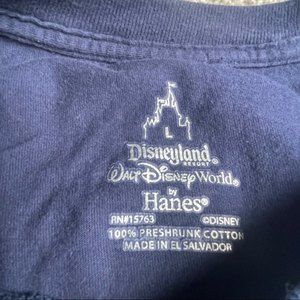 L
Disneyland®
RESORT
Walt Disney World®
by
Hanes®
RN#15763 ©DISNEY
100% PRESHRUNK COTTON
MADE IN EL SALVADOR